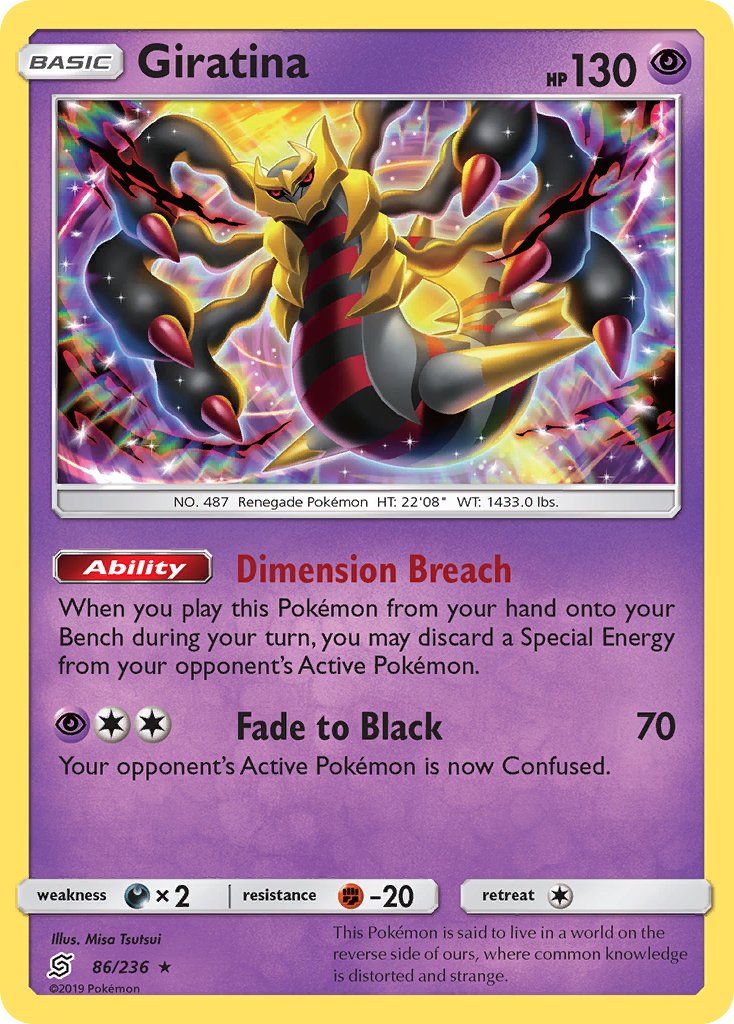 BASIC Giratina HP 130
NO. 487 Renegade Pokémon HT: 22'08" WT: 1433.0 lbs.
Ability Dimension Breach
When you play this Pokémon from your hand onto your
Bench during your turn, you may discard a Special Energy
from your opponent's Active Pokémon.
Fade to Black 70
Your opponent's Active Pokémon is now Confused.
weakness × 2 resistance -20 retreat
Illus. Misa Tsutsui
86/236 ★
©2019 Pokémon
This Pokémon is said to live in a world on the
reverse side of ours, where common knowledge
is distorted and strange.